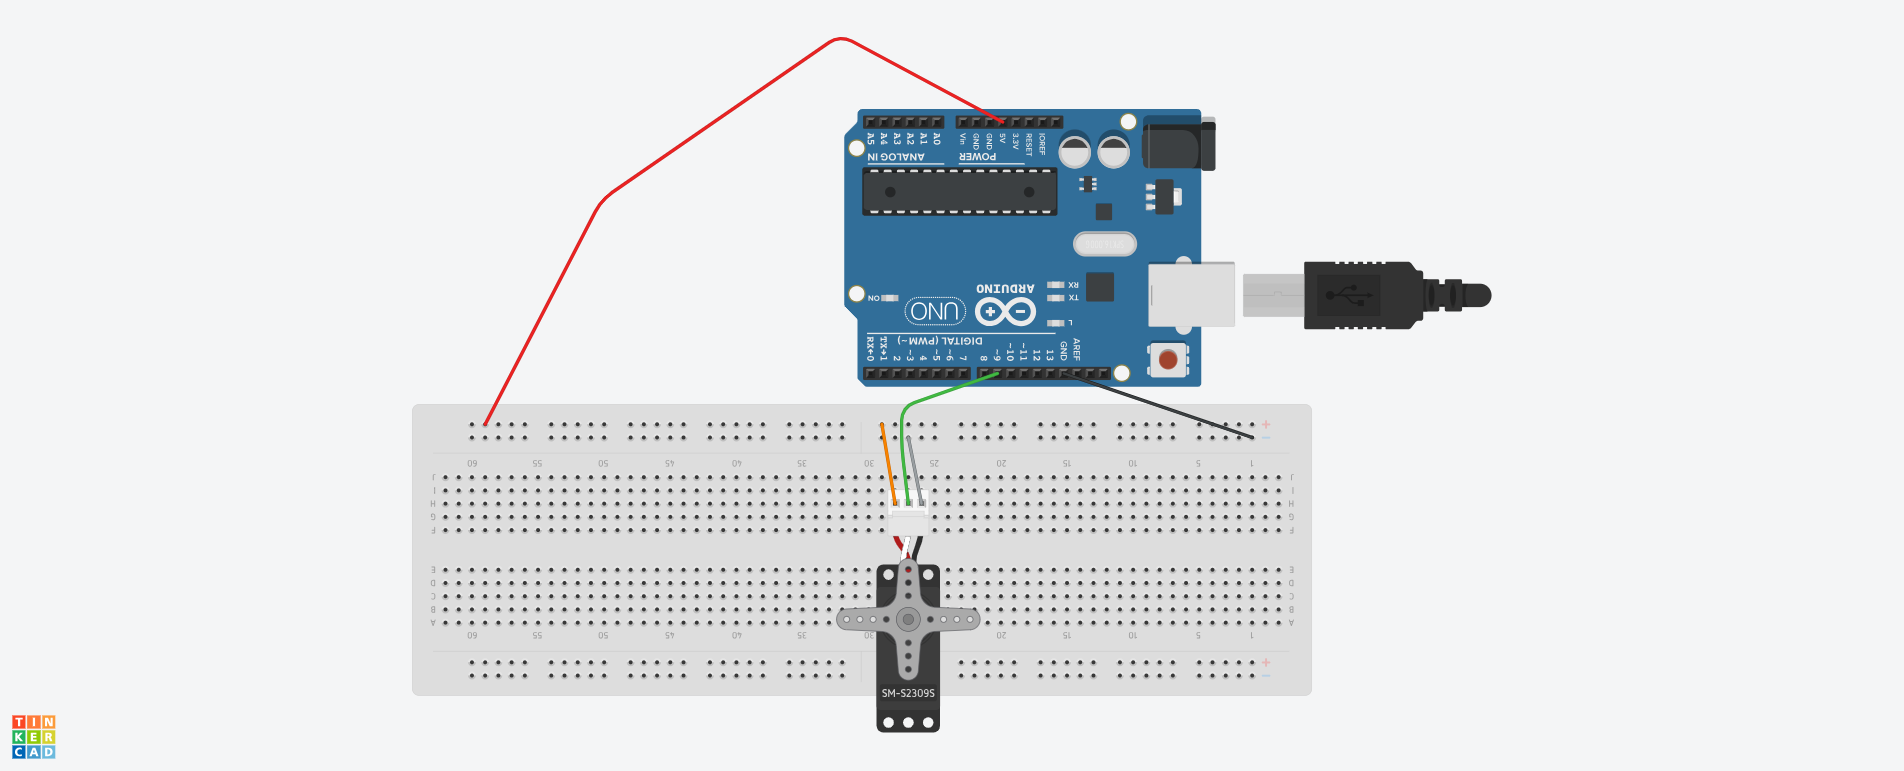 A5 A4 A3 A2 A1 A0 Vin GND GND 5V 3.3V RESET IOREF
ANALOG IN POWER
ON
ARDUINO
UNO
RX
TX
L
DIGITAL (PWM~)
RX←0 TX→1 2 ~3 4 ~5 ~6 7 8 ~9 ~10 ~11 12 13 GND AREF
+
−
60 55 50 45 40 35 30 25 20 15 10 5 1
J J
I I
H H
G G
F F
E E
D D
C C
B B
A A
60 55 50 45 40 35 30 20 15 10 5 1
+
−
SM-S2309S
TIN
KER
CAD